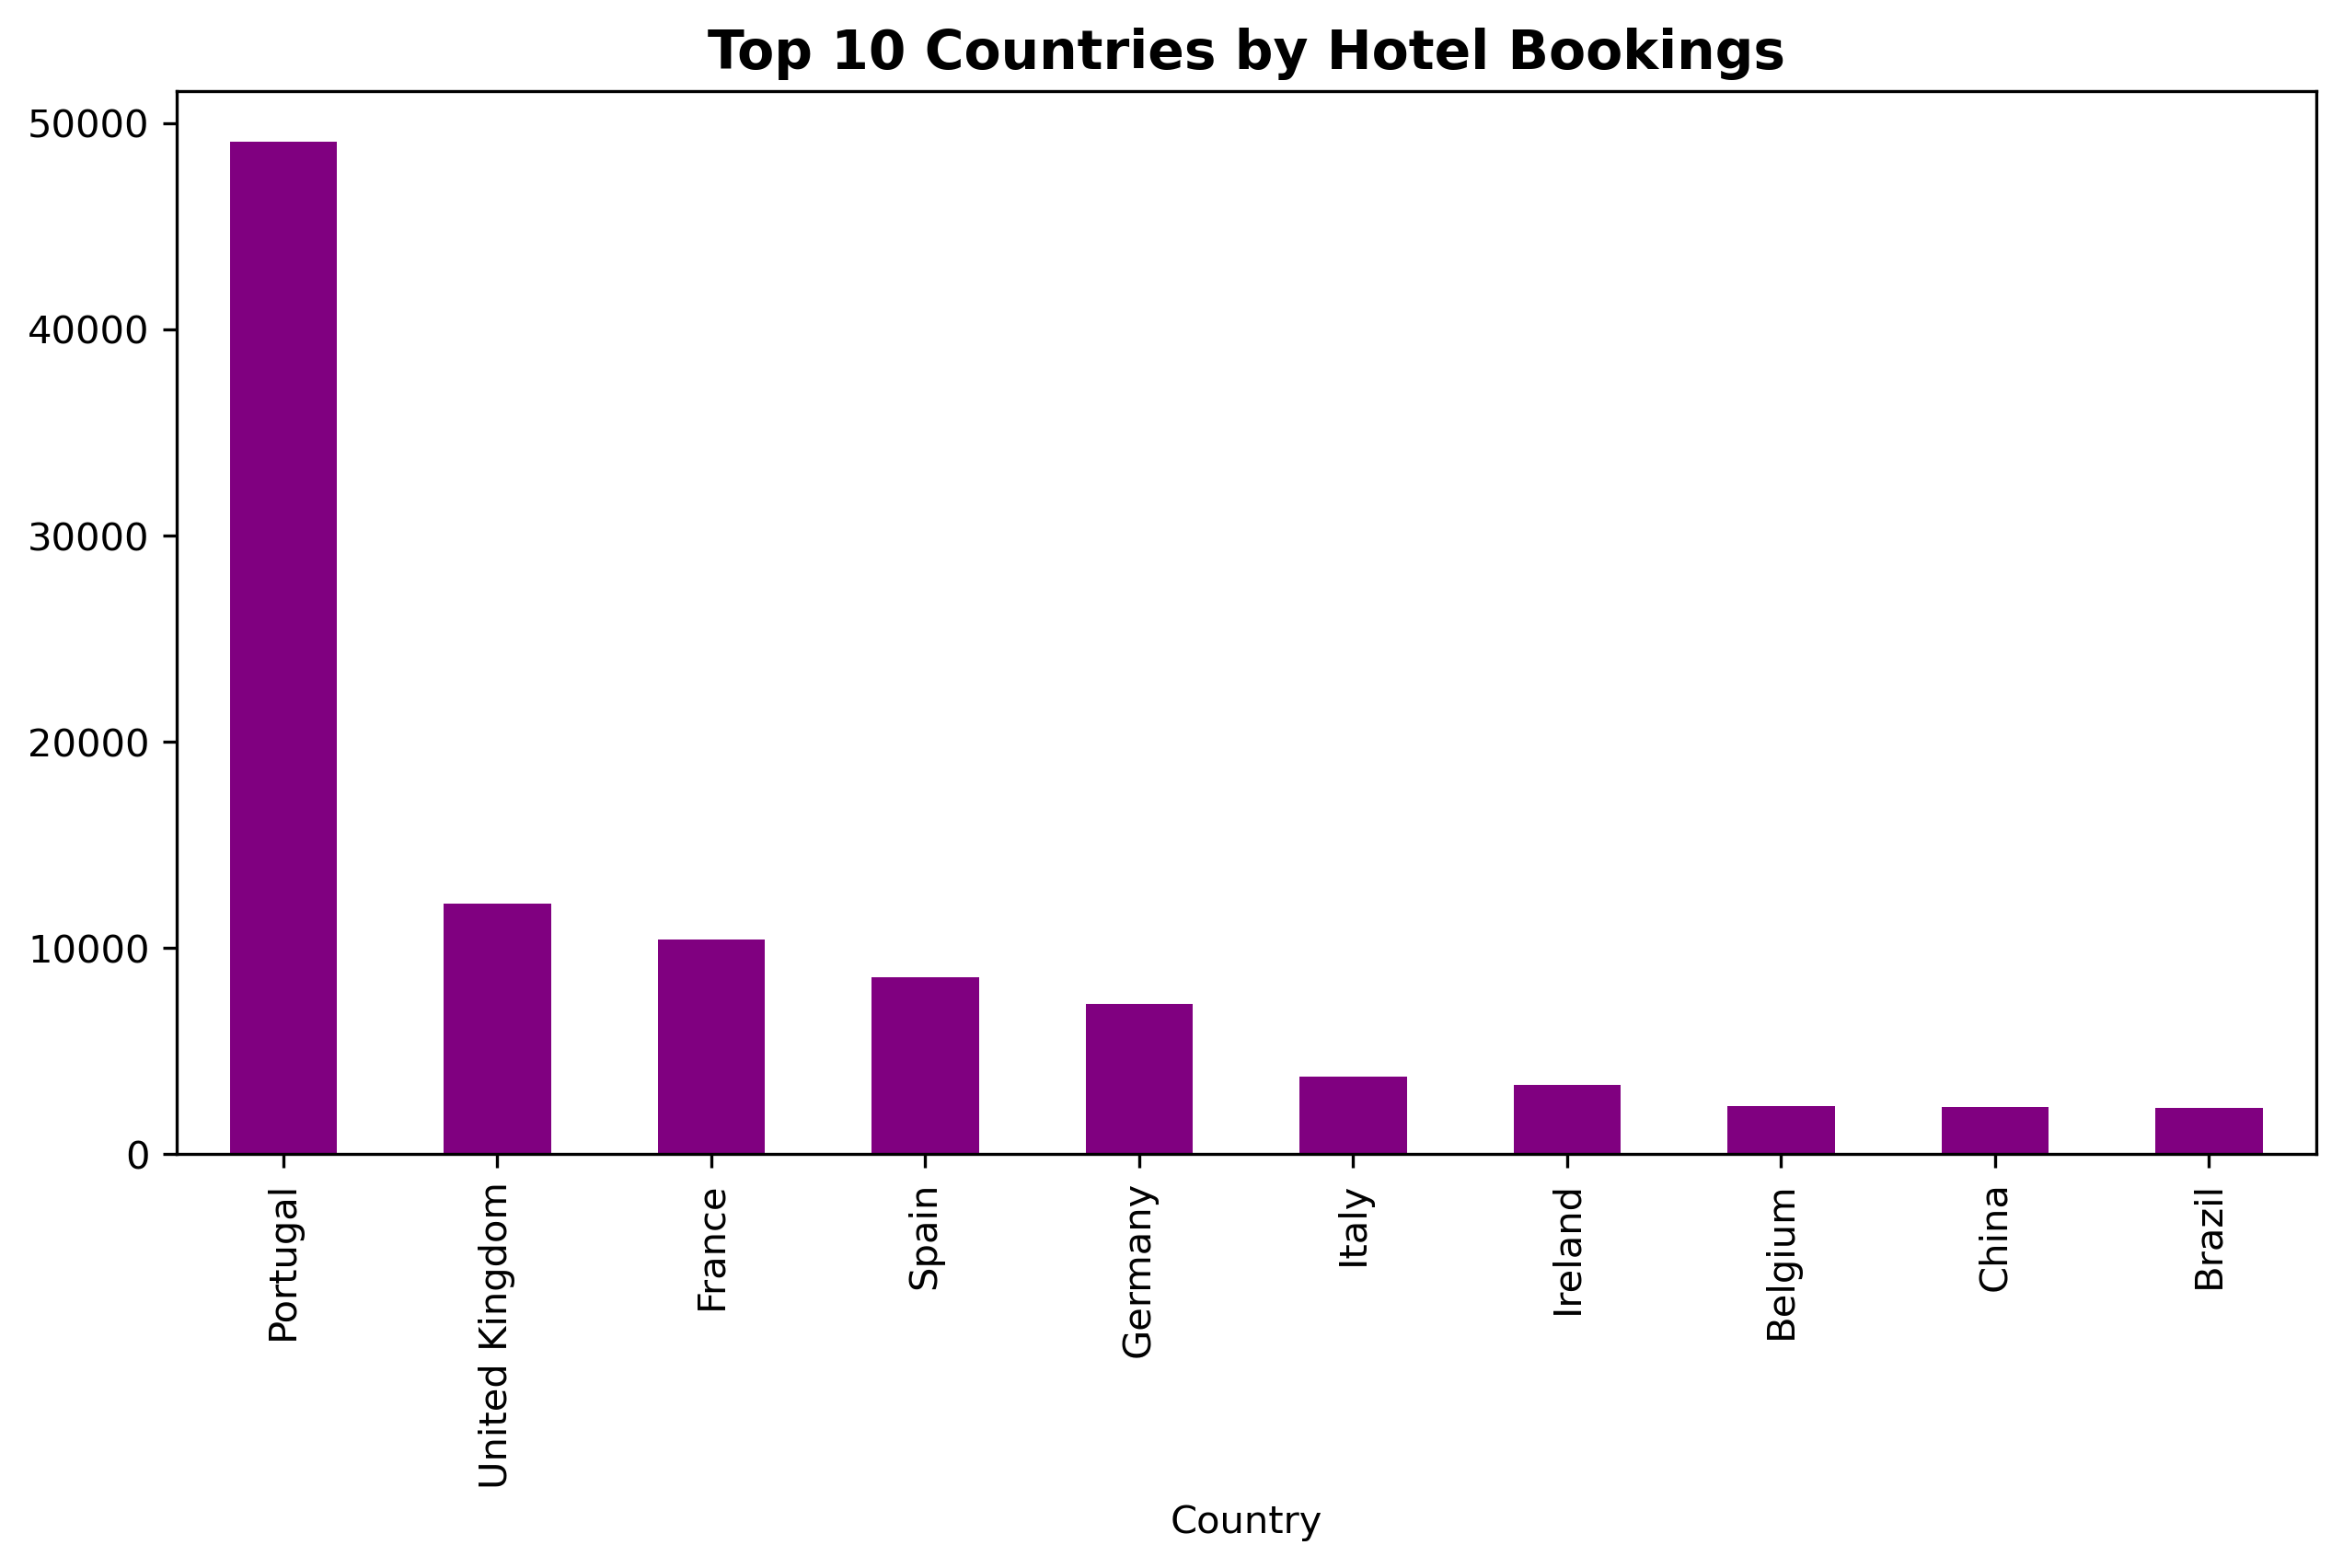 Top 10 Countries by Hotel Bookings
50000
40000
30000
20000
10000
0
Portugal
United Kingdom
France
Spain
Germany
Italy
Ireland
Belgium
China
Brazil
Country